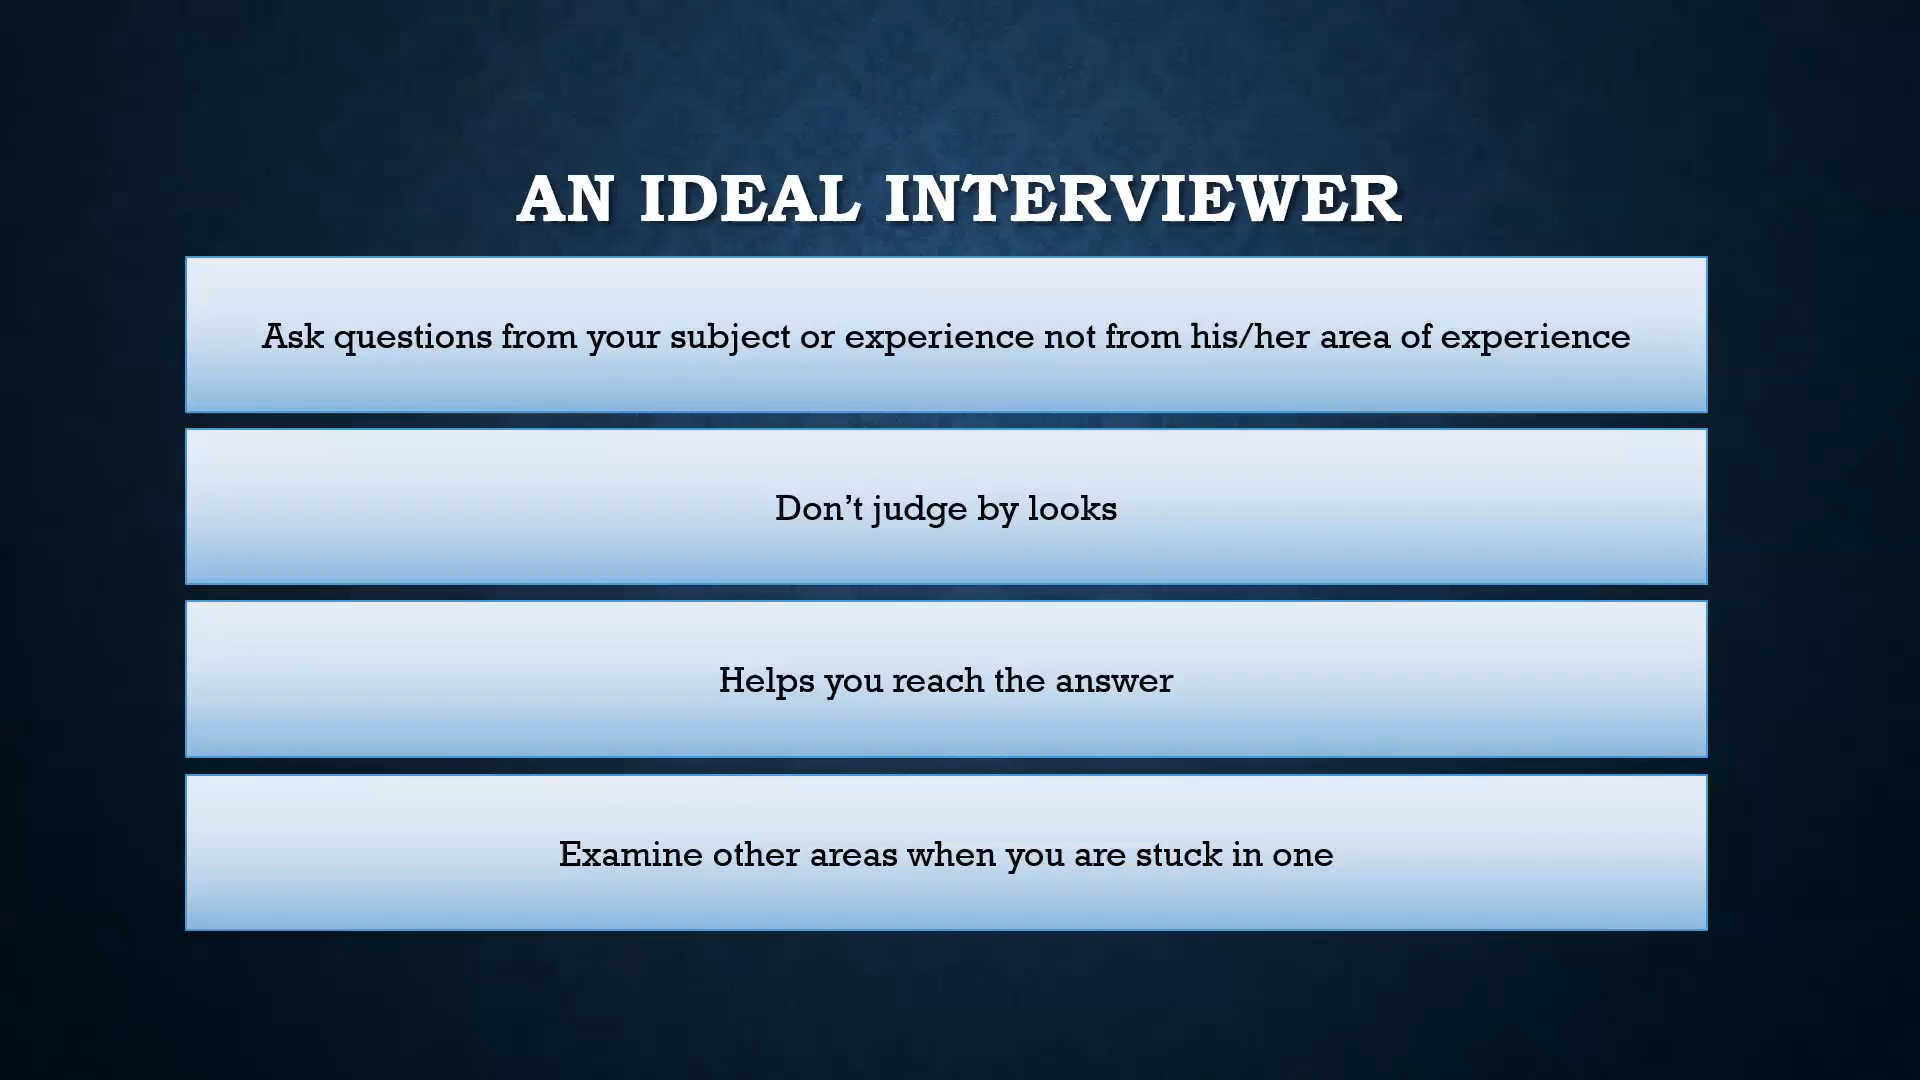 AN IDEAL INTERVIEWER
Ask questions from your subject or experience not from his/her area of experience
Don’t judge by looks
Helps you reach the answer
Examine other areas when you are stuck in one